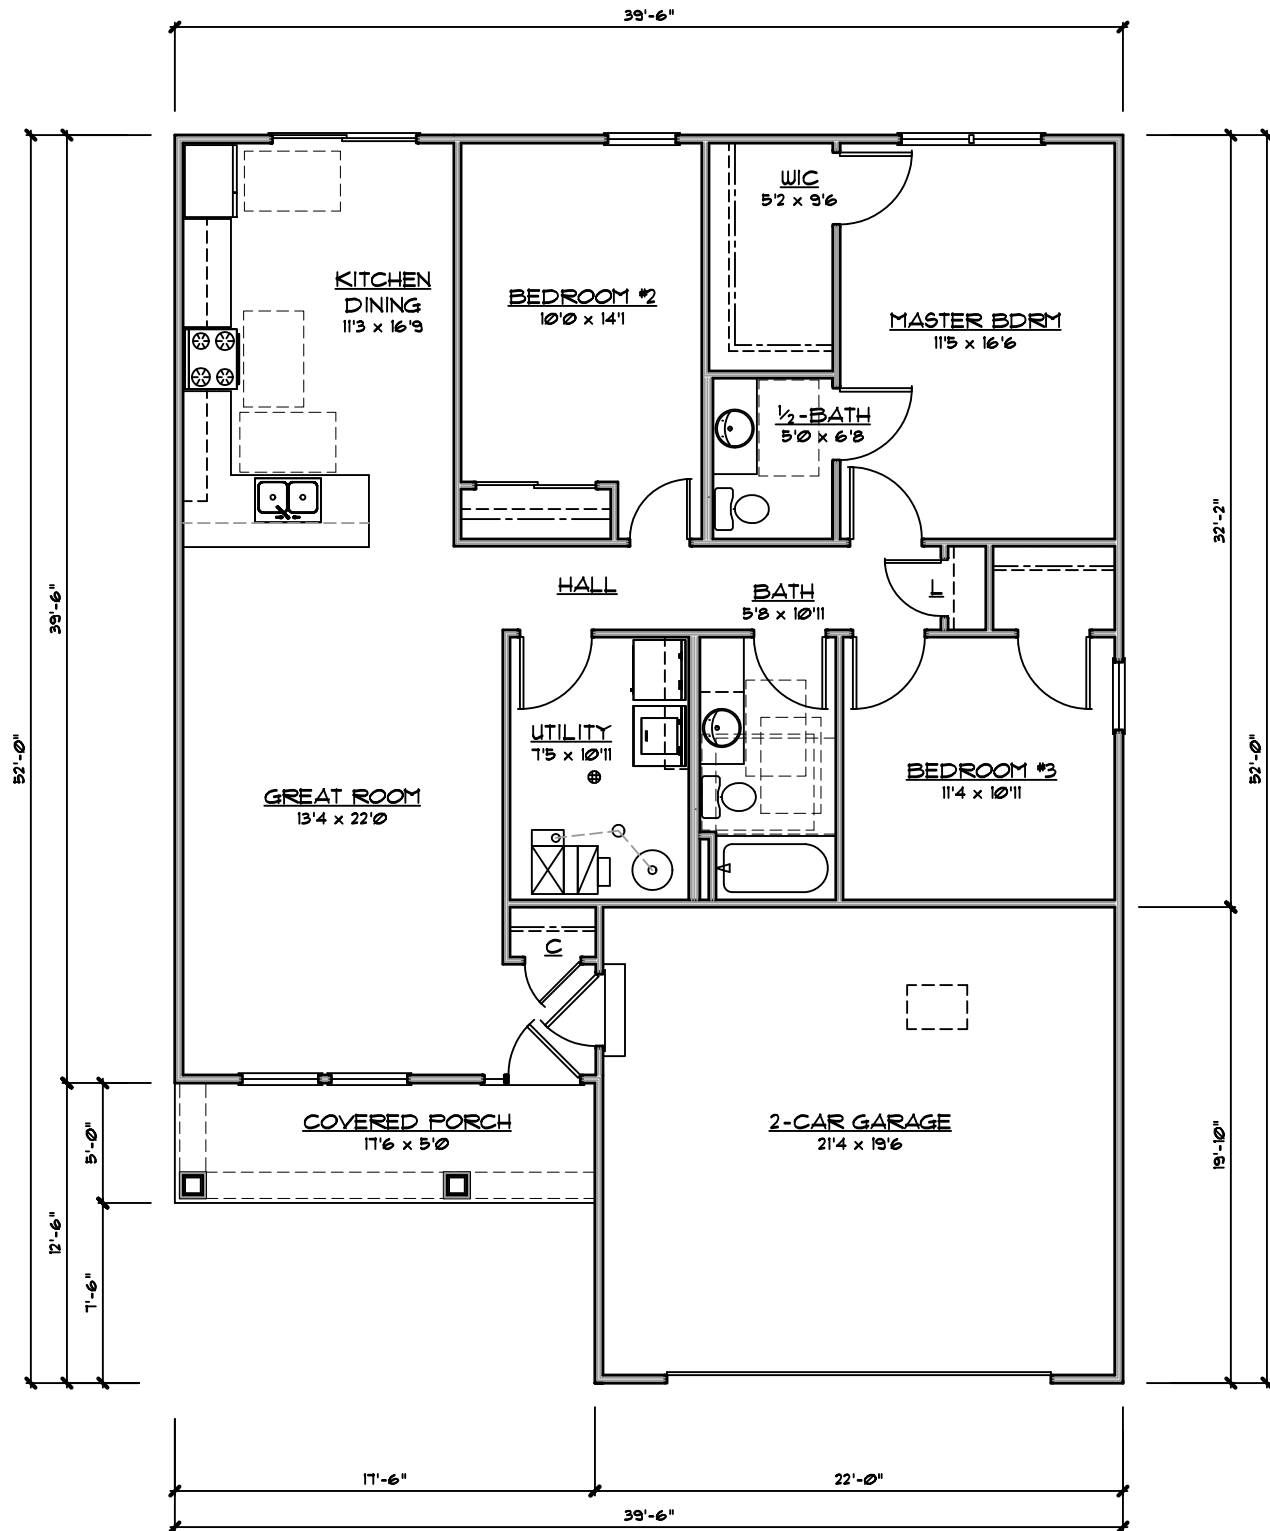 39'-6"
WIC
5'2 x 9'6
KITCHEN
DINING
11'3 x 16'9
BEDROOM #2
10'0 x 14'1
MASTER BDRM
11'5 x 16'6
1/2-BATH
5'0 x 6'8
32'-2"
39'-6"
HALL
BATH
5'8 x 10'11
L
UTILITY
7'5 x 10'11
52'-0"
52'-0"
BEDROOM #3
11'4 x 10'11
GREAT ROOM
13'4 x 22'0
C
COVERED PORCH
17'6 x 5'0
2-CAR GARAGE
21'4 x 19'6
5'-0"
19'-10"
12'-6"
7'-6"
17'-6"
22'-0"
39'-6"